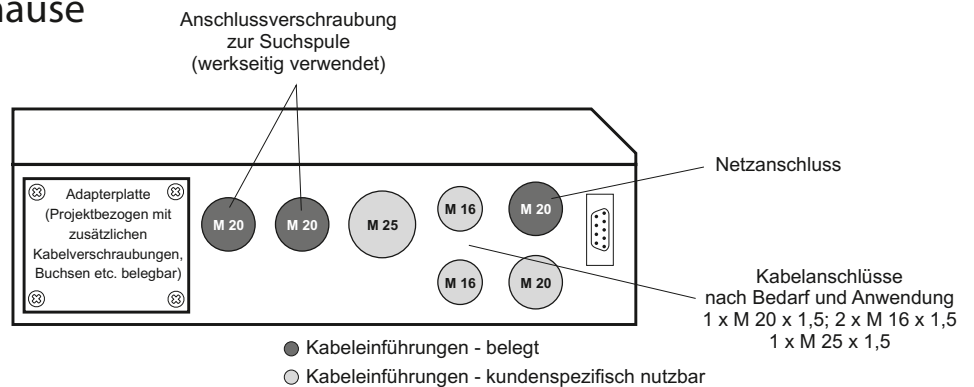 Anschlussverschraubung
zur Suchspule
(werkseitig verwendet)
Adapterplatte
(Projektbezogen mit
zusätzlichen
Kabelverschraubungen,
Buchsen etc. belegbar)
M 20
M 20
M 25
M 16
M 20
M 16
M 20
Netzanschluss
Kabelanschlüsse
nach Bedarf und Anwendung
1 x M 20 x 1,5; 2 x M 16 x 1,5
1 x M 25 x 1,5
Kabeleinführungen - belegt
Kabeleinführungen - kundenspezifisch nutzbar